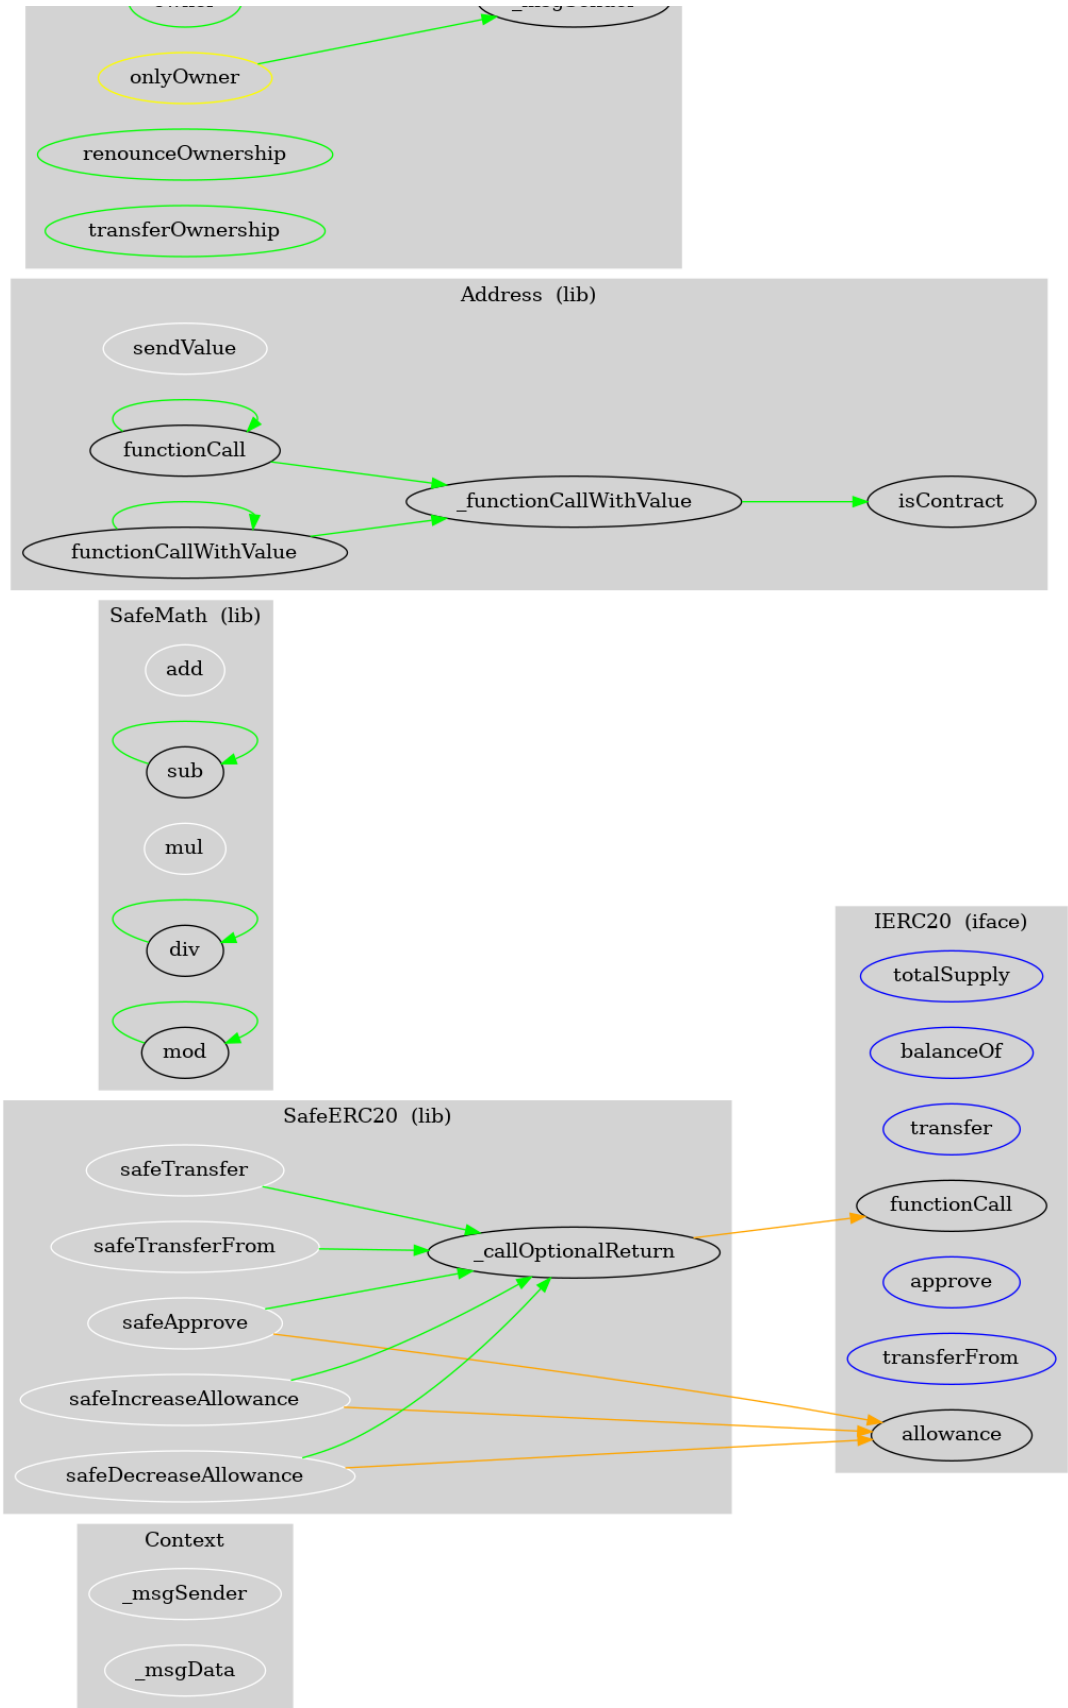 onlyOwner
renounceOwnership
transferOwnership
Address (lib)
sendValue
functionCall
_functionCallWithValue
isContract
functionCallWithValue
SafeMath (lib)
add
sub
mul
div
mod
IERC20 (iface)
totalSupply
balanceOf
transfer
functionCall
approve
transferFrom
allowance
SafeERC20 (lib)
safeTransfer
safeTransferFrom
_callOptionalReturn
safeApprove
safeIncreaseAllowance
safeDecreaseAllowance
Context
_msgSender
_msgData